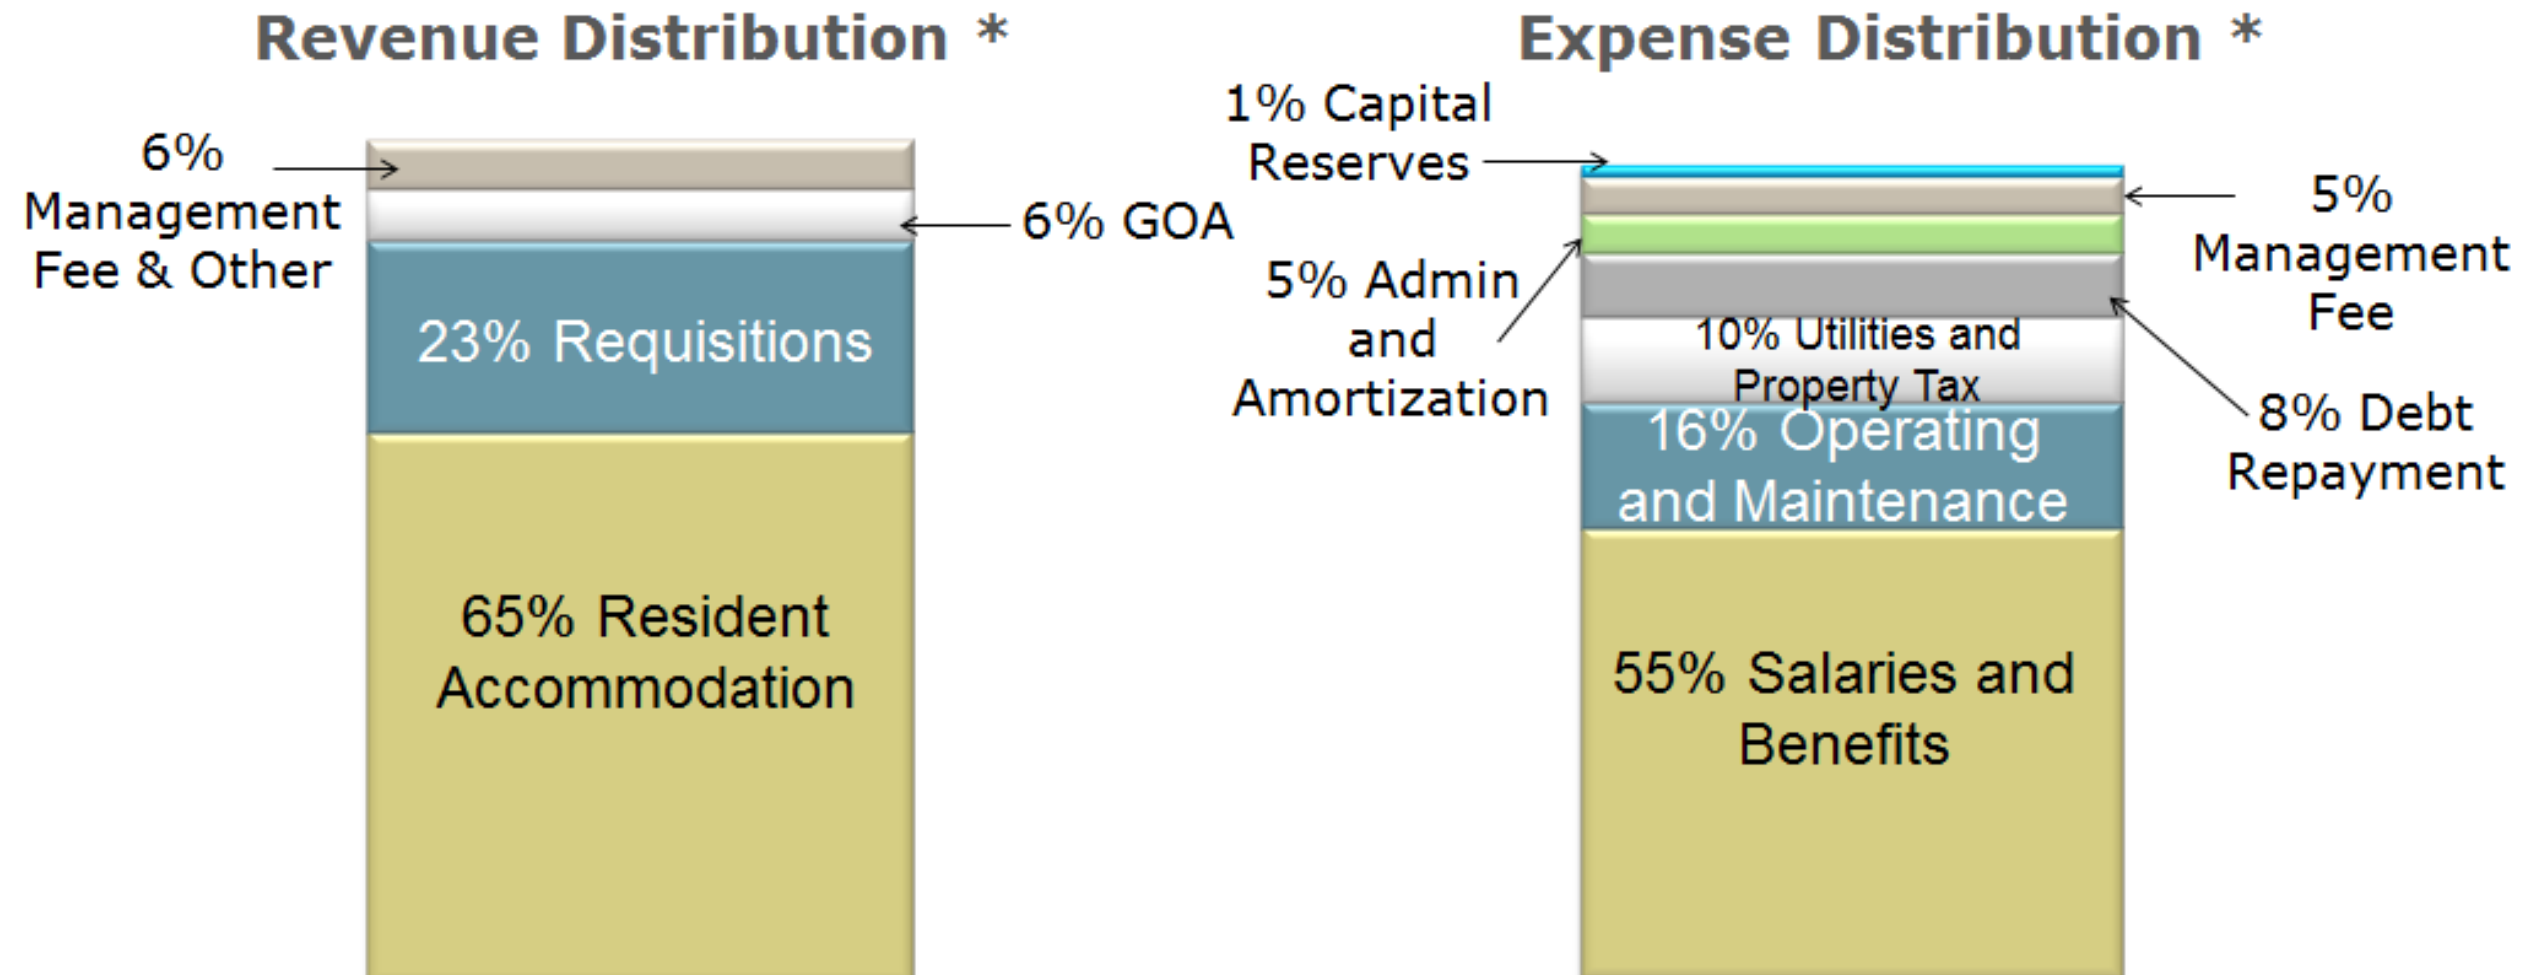 Revenue Distribution *
6%
Management
Fee & Other
6% GOA
23% Requisitions
65% Resident
Accommodation
Expense Distribution *
1% Capital
Reserves
5%
Management
Fee
5% Admin
and
Amortization
8% Debt
Repayment
10% Utilities and
Property Tax
16% Operating
and Maintenance
55% Salaries and
Benefits